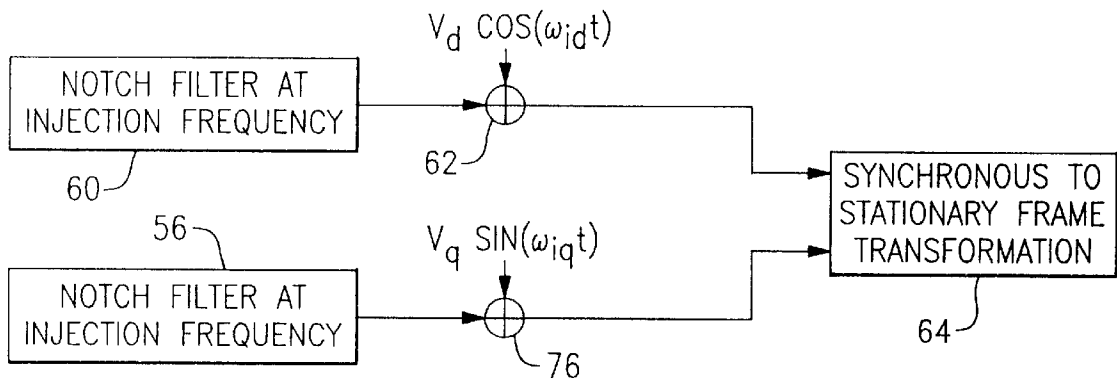 V_d COS(ω_id t)
NOTCH FILTER AT
INJECTION FREQUENCY
62
60
SYNCHRONOUS TO
STATIONARY FRAME
TRANSFORMATION
56
V_q SIN(ω_iq t)
NOTCH FILTER AT
INJECTION FREQUENCY
76
64